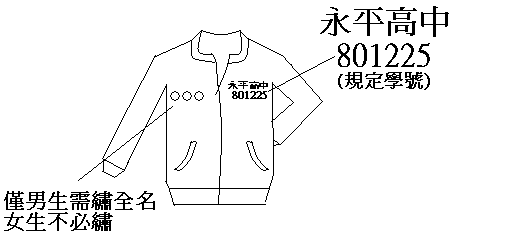 永平高中
801225
(規定學號)
永平高中
801225
○○○
僅男生需繡全名
女生不必繡